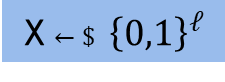 X ←$ {0,1}^ℓ